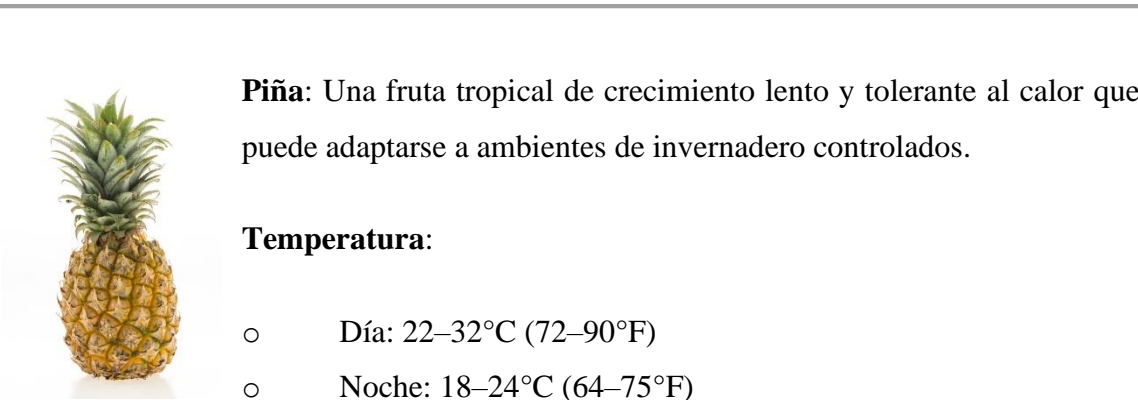 Piña: Una fruta tropical de crecimiento lento y tolerante al calor que
puede adaptarse a ambientes de invernadero controlados.
Temperatura:
o Día: 22–32°C (72–90°F)
o Noche: 18–24°C (64–75°F)